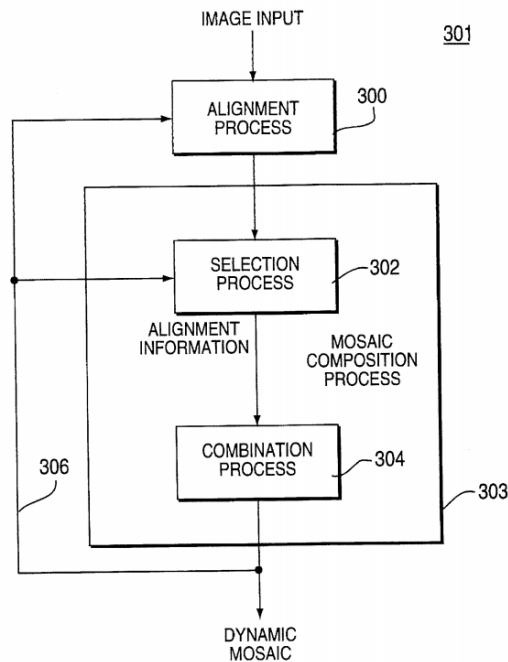 IMAGE INPUT
301
ALIGNMENT
PROCESS
300
SELECTION
PROCESS
302
ALIGNMENT
INFORMATION
MOSAIC
COMPOSITION
PROCESS
COMBINATION
PROCESS
304
306
303
DYNAMIC
MOSAIC